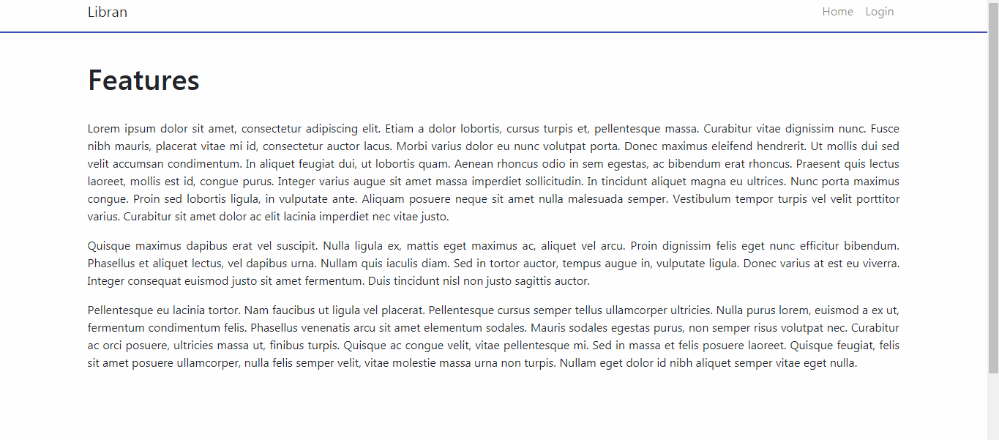 Libran
Home Login
Features
Lorem ipsum dolor sit amet, consectetur adipiscing elit. Etiam a dolor lobortis, cursus turpis et, pellentesque massa. Curabitur vitae dignissim nunc. Fusce
nibh mauris, placerat vitae mi id, consectetur auctor lacus. Morbi varius dolor eu nunc volutpat porta. Donec maximus eleifend hendrerit. Ut mollis dui sed
velit accumsan condimentum. In aliquet feugiat dui, ut lobortis quam. Aenean rhoncus odio in sem egestas, ac bibendum erat rhoncus. Praesent quis lectus
laoreet, mollis est id, congue purus. Integer varius augue sit amet massa imperdiet sollicitudin. In tincidunt aliquet magna eu ultrices. Nunc porta maximus
congue. Proin sed lobortis ligula, in vulputate ante. Aliquam posuere neque sit amet nulla malesuada semper. Vestibulum tempor turpis vel velit porttitor
varius. Curabitur sit amet dolor ac elit lacinia imperdiet nec vitae justo.
Quisque maximus dapibus erat vel suscipit. Nulla ligula ex, mattis eget maximus ac, aliquet vel arcu. Proin dignissim felis eget nunc efficitur bibendum.
Phasellus et aliquet lectus, vel dapibus urna. Nullam quis iaculis diam. Sed in tortor auctor, tempus augue in, vulputate ligula. Donec varius at est eu viverra.
Integer consequat euismod justo sit amet fermentum. Duis tincidunt nisl non justo sagittis auctor.
Pellentesque eu lacinia tortor. Nam faucibus ut ligula vel placerat. Pellentesque cursus semper tellus ullamcorper ultricies. Nulla purus lorem, euismod a ex ut,
fermentum condimentum felis. Phasellus venenatis arcu sit amet elementum sodales. Mauris sodales egestas purus, non semper risus volutpat nec. Curabitur
ac orci posuere, ultricies massa ut, finibus turpis. Quisque ac congue velit, vitae pellentesque mi. Sed in massa et felis posuere laoreet. Quisque feugiat, felis
sit amet posuere ullamcorper, nulla felis semper velit, vitae molestie massa urna non turpis. Nullam eget dolor id nibh aliquet semper vitae eget nulla.